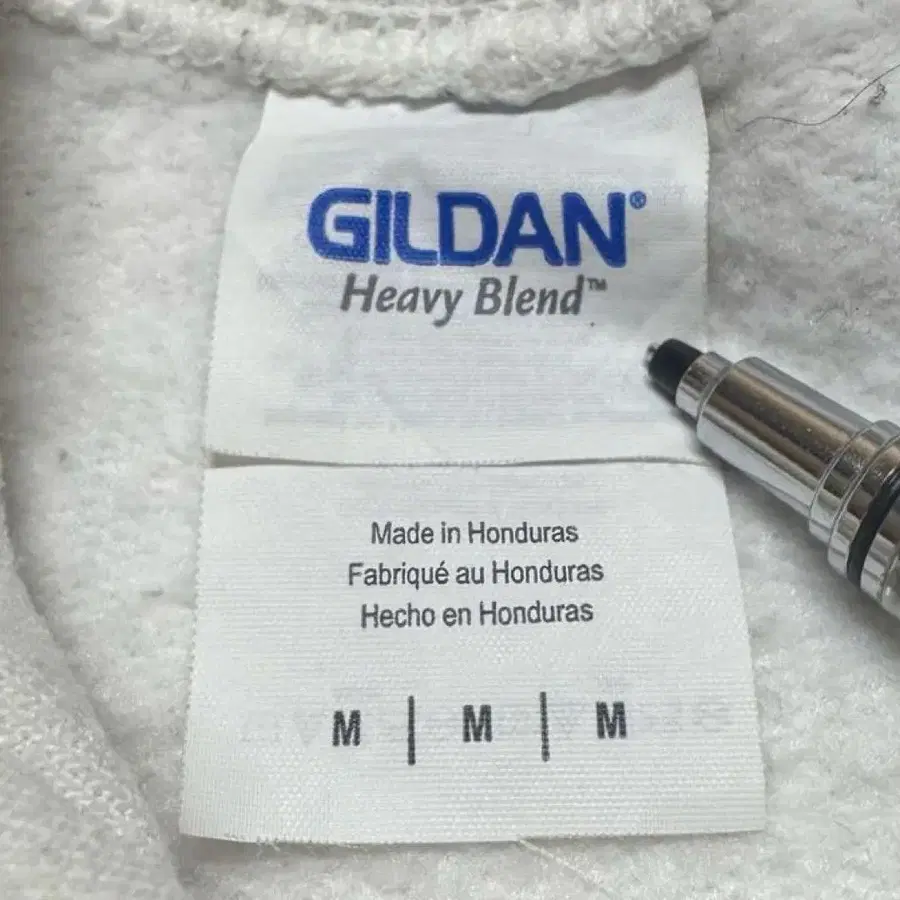 GILDAN®
Heavy Blend™
Made in Honduras
Fabriqué au Honduras
Hecho en Honduras
M | M | M